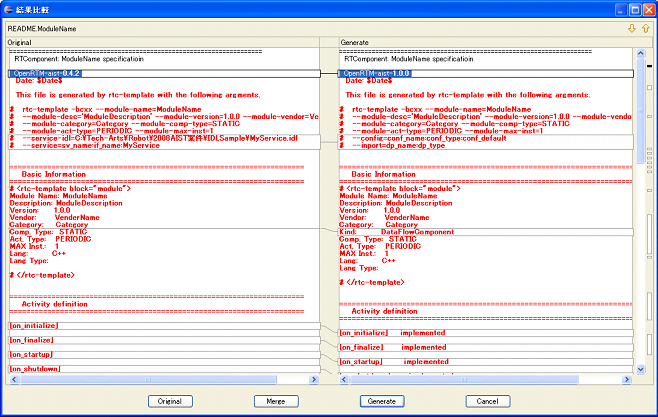 結果比較
README.ModuleName
Original
Generate
======================================================================
RTComponent: ModuleName specificatioin
OpenRTM-aist-0.4.2
Date: $Date$
This file is generated by rtc-template with the following argments.
# rtc-template -bcxx --module-name=ModuleName
# --module-desc='ModuleDescription' --module-version=1.0.0 --module-vendor=Ve
# --module-category=Category --module-comp-type=STATIC
# --module-act-type=PERIODIC --module-max-inst=1
# --service-idl=C:¥Tech-Arts¥Robot¥2008AIST案件¥IDLSample¥MyService.idl
# --service=sv_name:if_name:MyService
======================================================================
Basic Information
======================================================================
# <rtc-template block="module">
Module Name: ModuleName
Description: ModuleDescription
Version: 1.0.0
Vendor: VenderName
Category: Category
Comp. Type: STATIC
Act. Type: PERIODIC
MAX Inst.: 1
Lang: C++
Lang Type:
# </rtc-template>
======================================================================
Activity definition
======================================================================
[on_initialize]
[on_finalize]
[on_startup]
[on_shutdown]
======================================================================
RTComponent: ModuleName specificatioin
OpenRTM-aist-1.0.0
Date: $Date$
This file is generated by rtc-template with the following argments.
# rtc-template -bcxx --module-name=ModuleName
# --module-desc='ModuleDescription' --module-version=1.0.0 --module-vendo
# --module-category=Category --module-comp-type=STATIC
# --module-act-type=PERIODIC --module-max-inst=1
# --config=conf_name:conf_type:conf_default
# --inport=dp_name:dp_type
======================================================================
Basic Information
======================================================================
# <rtc-template block="module">
Module Name: ModuleName
Description: ModuleDescription
Version: 1.0.0
Vendor: VenderName
Category: Category
Kind: DataFlowComponent
Comp. Type: STATIC
Act. Type: PERIODIC
MAX Inst.: 1
Lang: C++
Lang Type:
# </rtc-template>
======================================================================
Activity definition
======================================================================
[on_initialize] implemented
[on_finalize] implemented
[on_startup] implemented
Original
Merge
Generate
Cancel